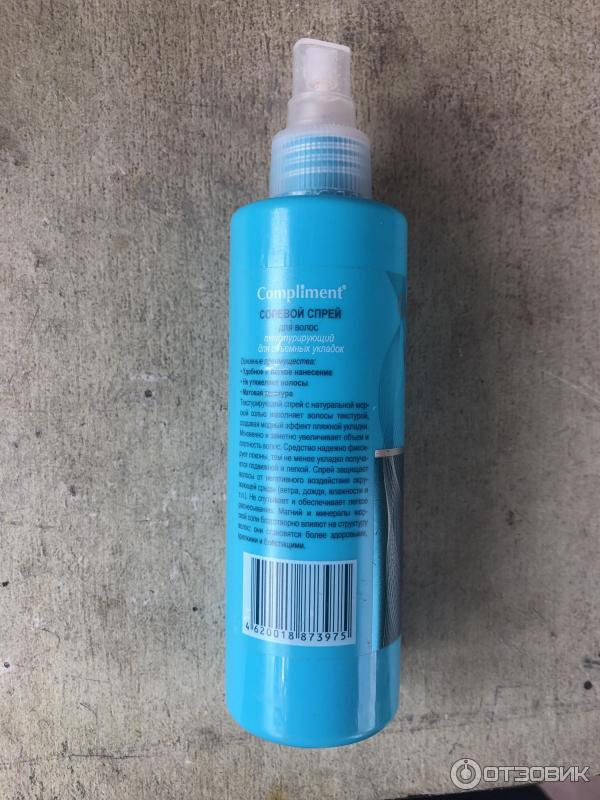 Compliment®
СОЛЕВОЙ СПРЕЙ
для волос
текстурирующий
для объемных укладок
Основные преимущества:
• Удобное и легкое нанесение
• Не утяжеляет волосы
• Матовая текстура
Текстурирующий спрей с натуральной мор-
ской солью наполняет волосы текстурой,
создавая модный эффект пляжной укладки.
Мгновенно и заметно увеличивает объем и
плотность волос. Средство надежно фикси-
рует локоны, тем не менее укладка получа-
ется подвижной и легкой. Спрей защищает
волосы от негативного воздействия окру-
жающей среды (ветра, дождя, влажности и
т.п.). Не спутывает и обеспечивает легкое
расчесывание. Магний и минералы мор-
ской соли благотворно влияют на структуру
волос: они становятся более здоровыми,
крепкими и блестящими.
4 620018 873975
ОТЗОВИК